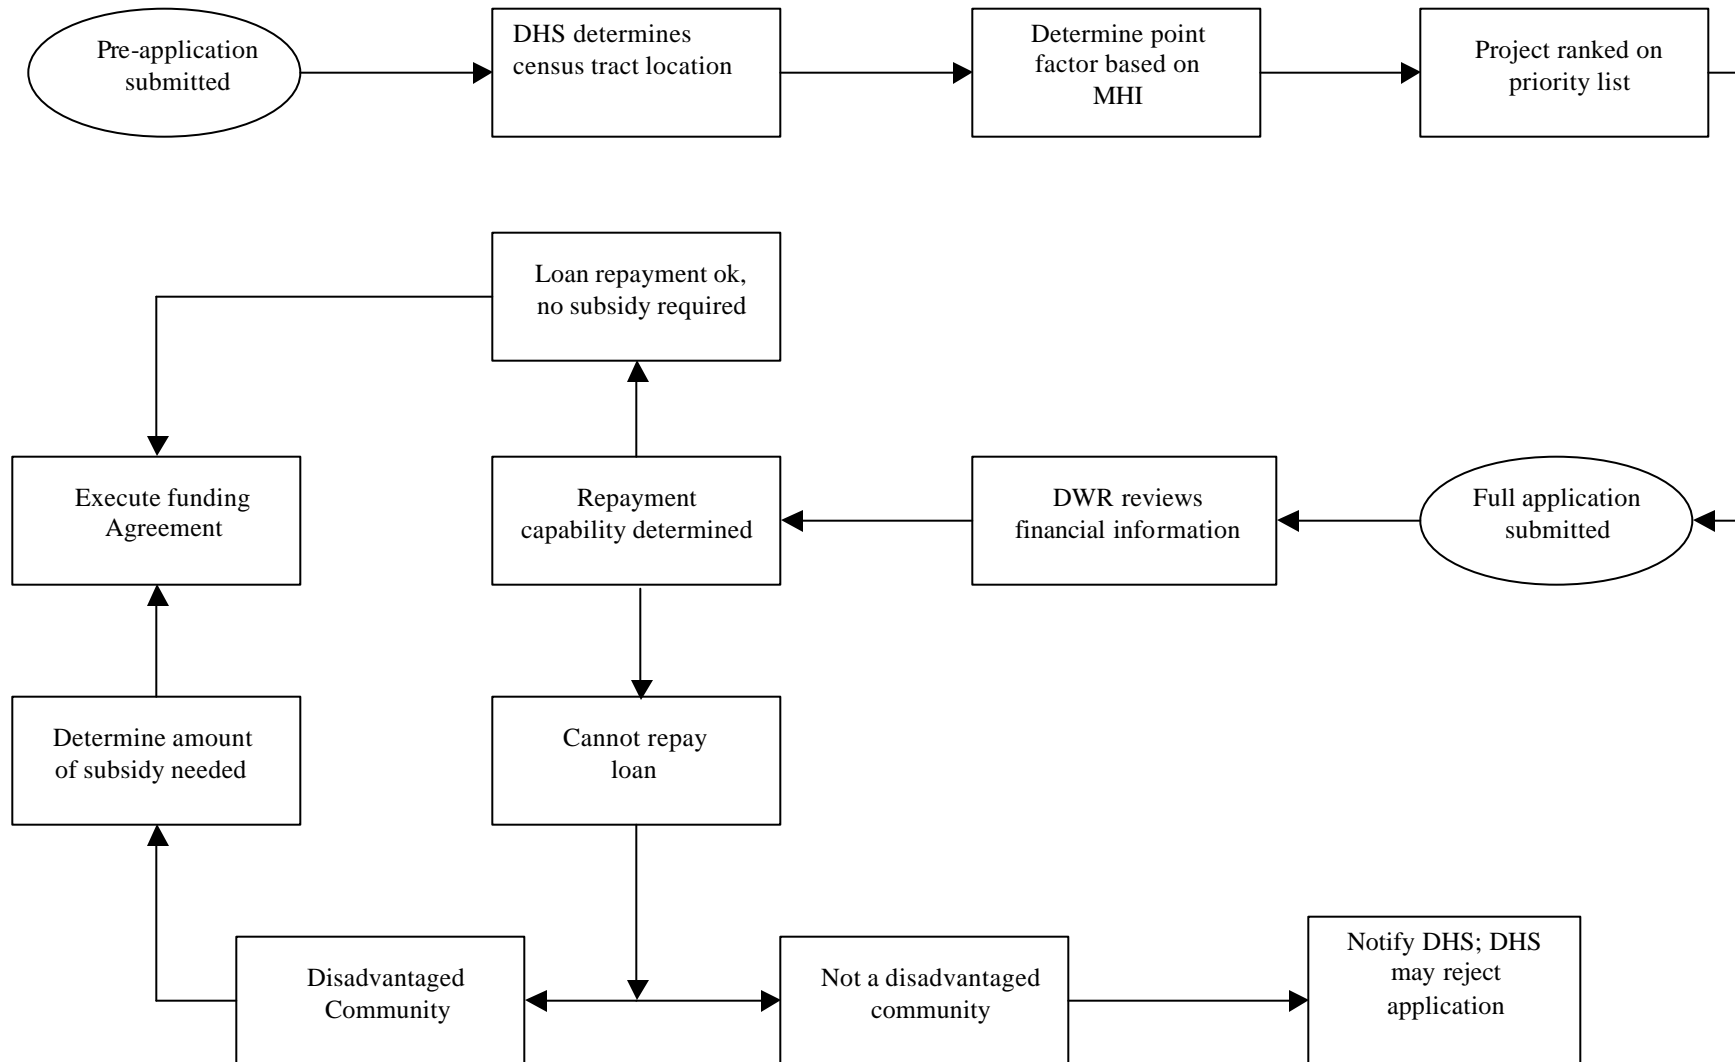 Pre-application
submitted
DHS determines
census tract location
Determine point
factor based on
MHI
Project ranked on
priority list
Loan repayment ok,
no subsidy required
Execute funding
Agreement
Repayment
capability determined
DWR reviews
financial information
Full application
submitted
Determine amount
of subsidy needed
Cannot repay
loan
Disadvantaged
Community
Not a disadvantaged
community
Notify DHS; DHS
may reject
application